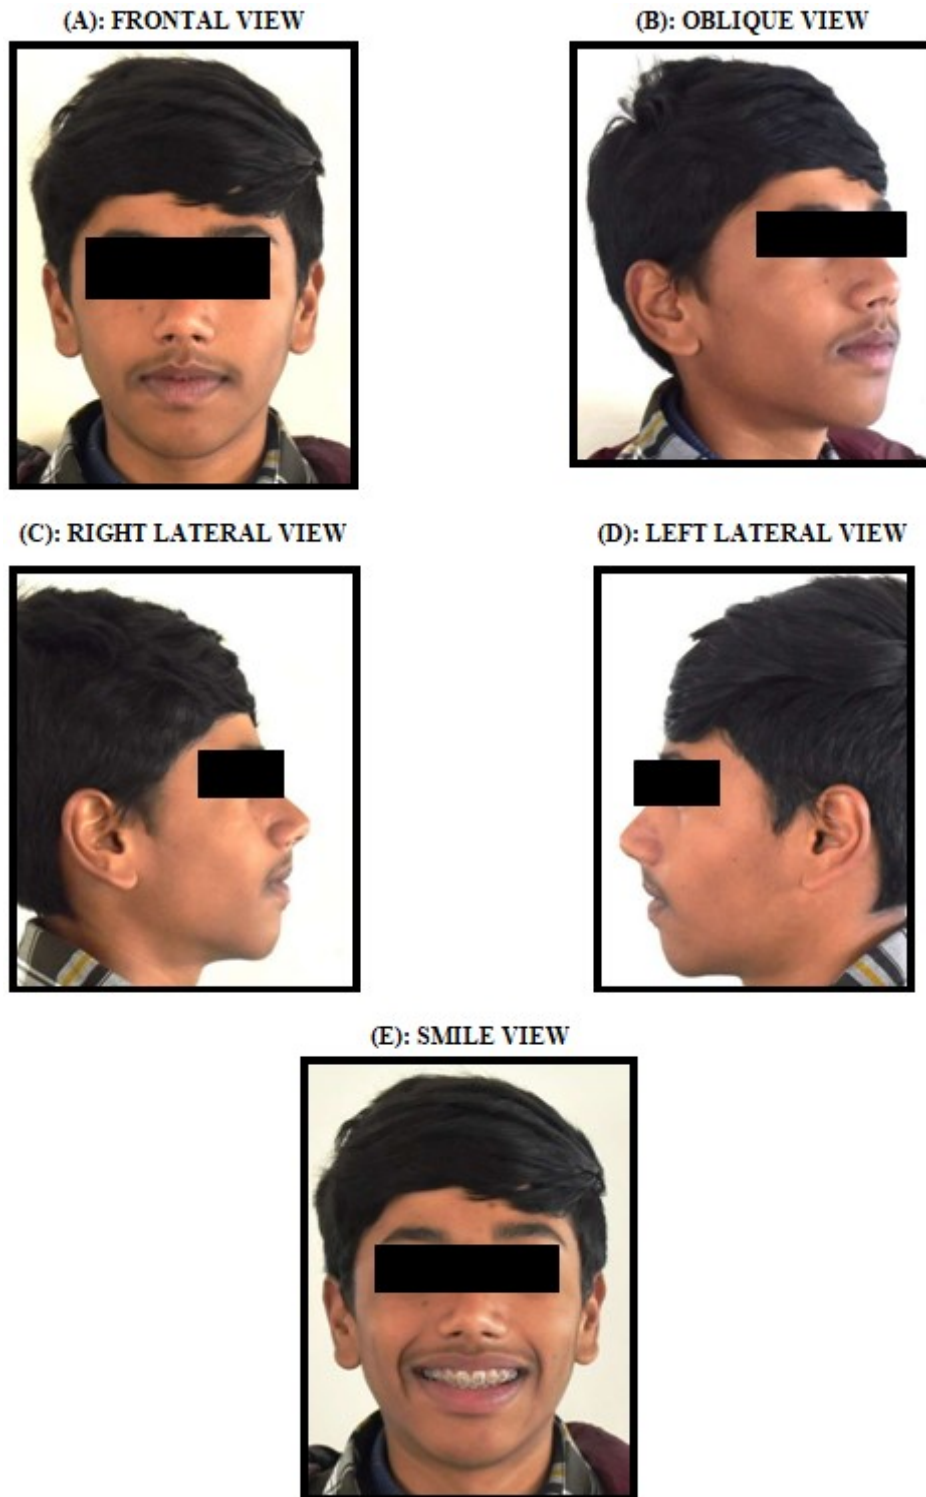 (A): FRONTAL VIEW
(B): OBLIQUE VIEW
(C): RIGHT LATERAL VIEW
(D): LEFT LATERAL VIEW
(E): SMILE VIEW